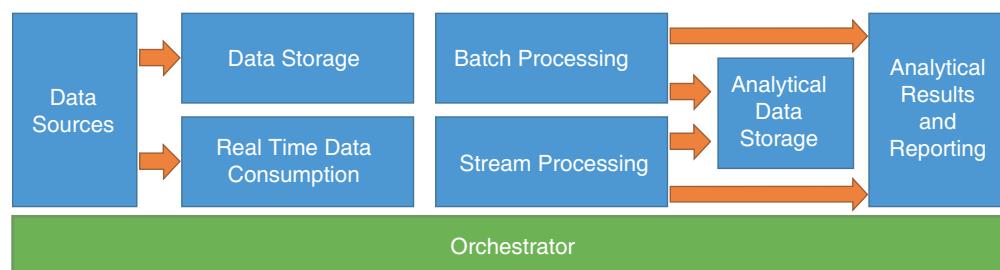 Data
Sources
Data Storage
Real Time Data
Consumption
Batch Processing
Stream Processing
Analytical
Data
Storage
Analytical
Results
and
Reporting
Orchestrator